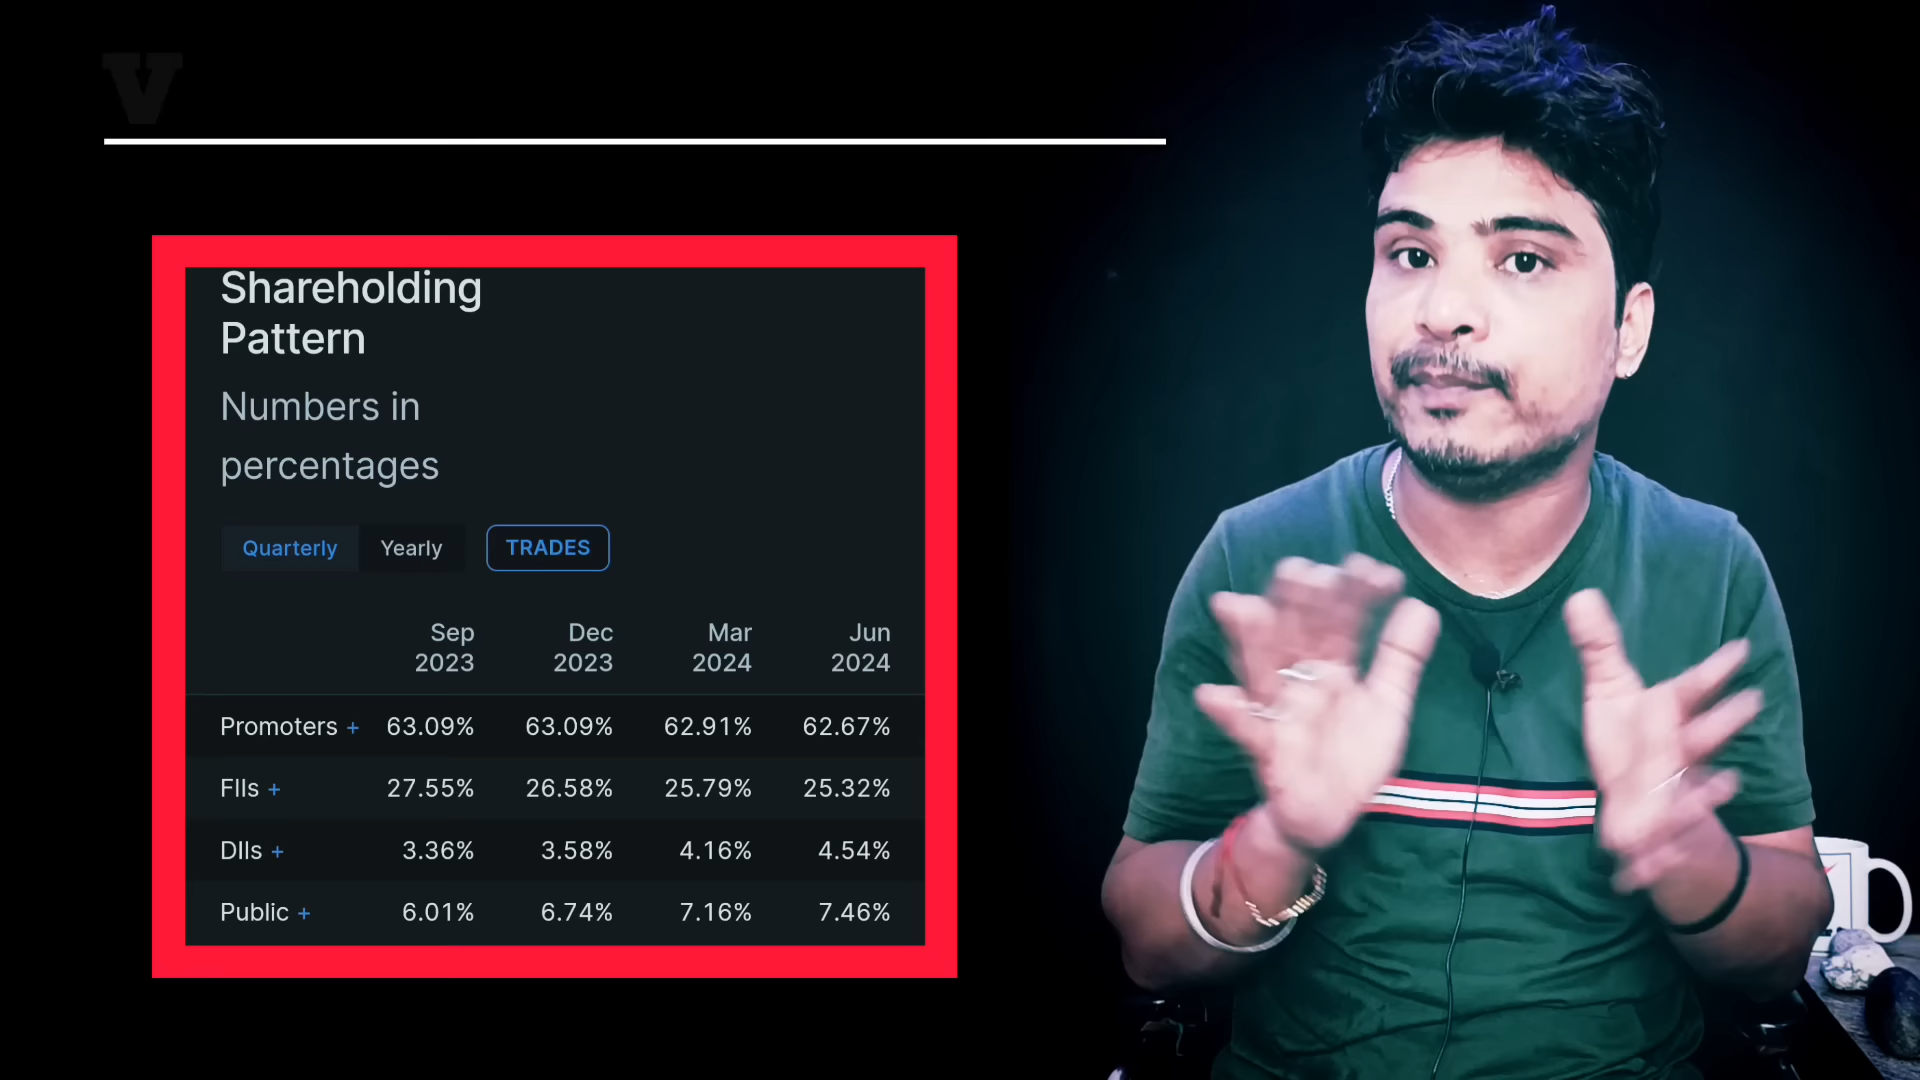 V
Shareholding
Pattern
Numbers in
percentages
Quarterly Yearly TRADES
Sep Dec Mar Jun
2023 2023 2024 2024
Promoters + 63.09% 63.09% 62.91% 62.67%
FIIs + 27.55% 26.58% 25.79% 25.32%
DIIs + 3.36% 3.58% 4.16% 4.54%
Public + 6.01% 6.74% 7.16% 7.46%